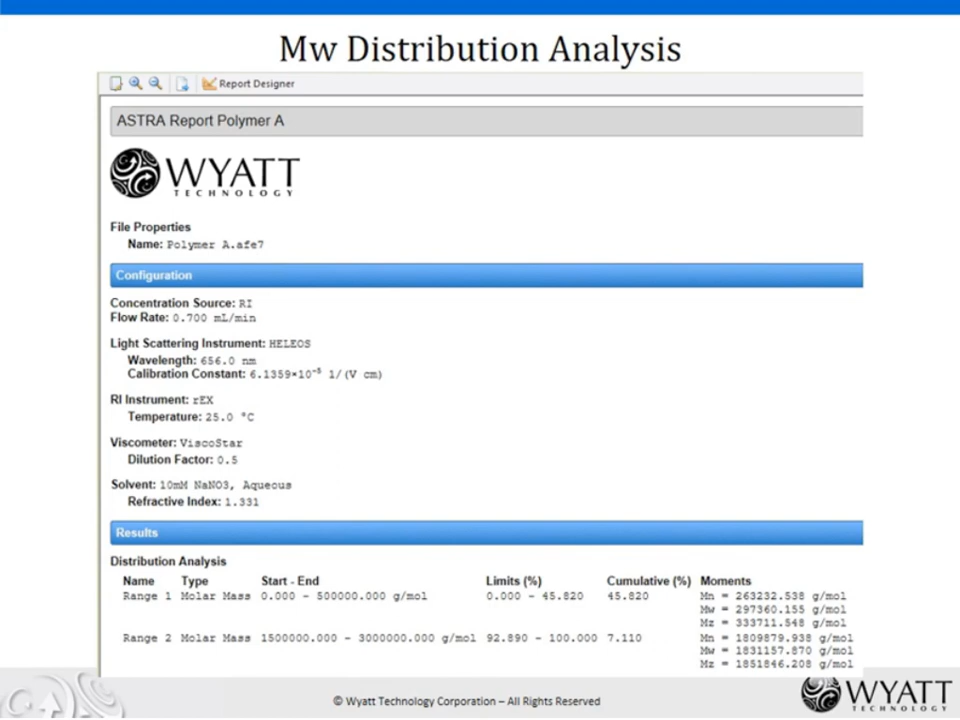 Mw Distribution Analysis
Report Designer
ASTRA Report Polymer A
WYATT
TECHNOLOGY
File Properties
Name: Polymer A.afe7
Configuration
Concentration Source: RI
Flow Rate: 0.700 mL/min
Light Scattering Instrument: HELEOS
Wavelength: 656.0 nm
Calibration Constant: 6.1359*10⁻⁵ 1/(V cm)
RI Instrument: rEX
Temperature: 25.0 °C
Viscometer: ViscoStar
Dilution Factor: 0.5
Solvent: 10mM NaNO3, Aqueous
Refractive Index: 1.331
Results
Distribution Analysis
Name Type Start - End Limits (%) Cumulative (%) Moments
Range 1 Molar Mass 0.000 - 500000.000 g/mol 0.000 - 45.820 45.820 Mn = 263232.538 g/mol
Mw = 297360.155 g/mol
Mz = 333711.548 g/mol
Range 2 Molar Mass 1500000.000 - 3000000.000 g/mol 92.890 - 100.000 7.110 Mn = 1809879.938 g/mol
Mw = 1831157.870 g/mol
Mz = 1851846.208 g/mol
© Wyatt Technology Corporation – All Rights Reserved
WYATT
TECHNOLOGY